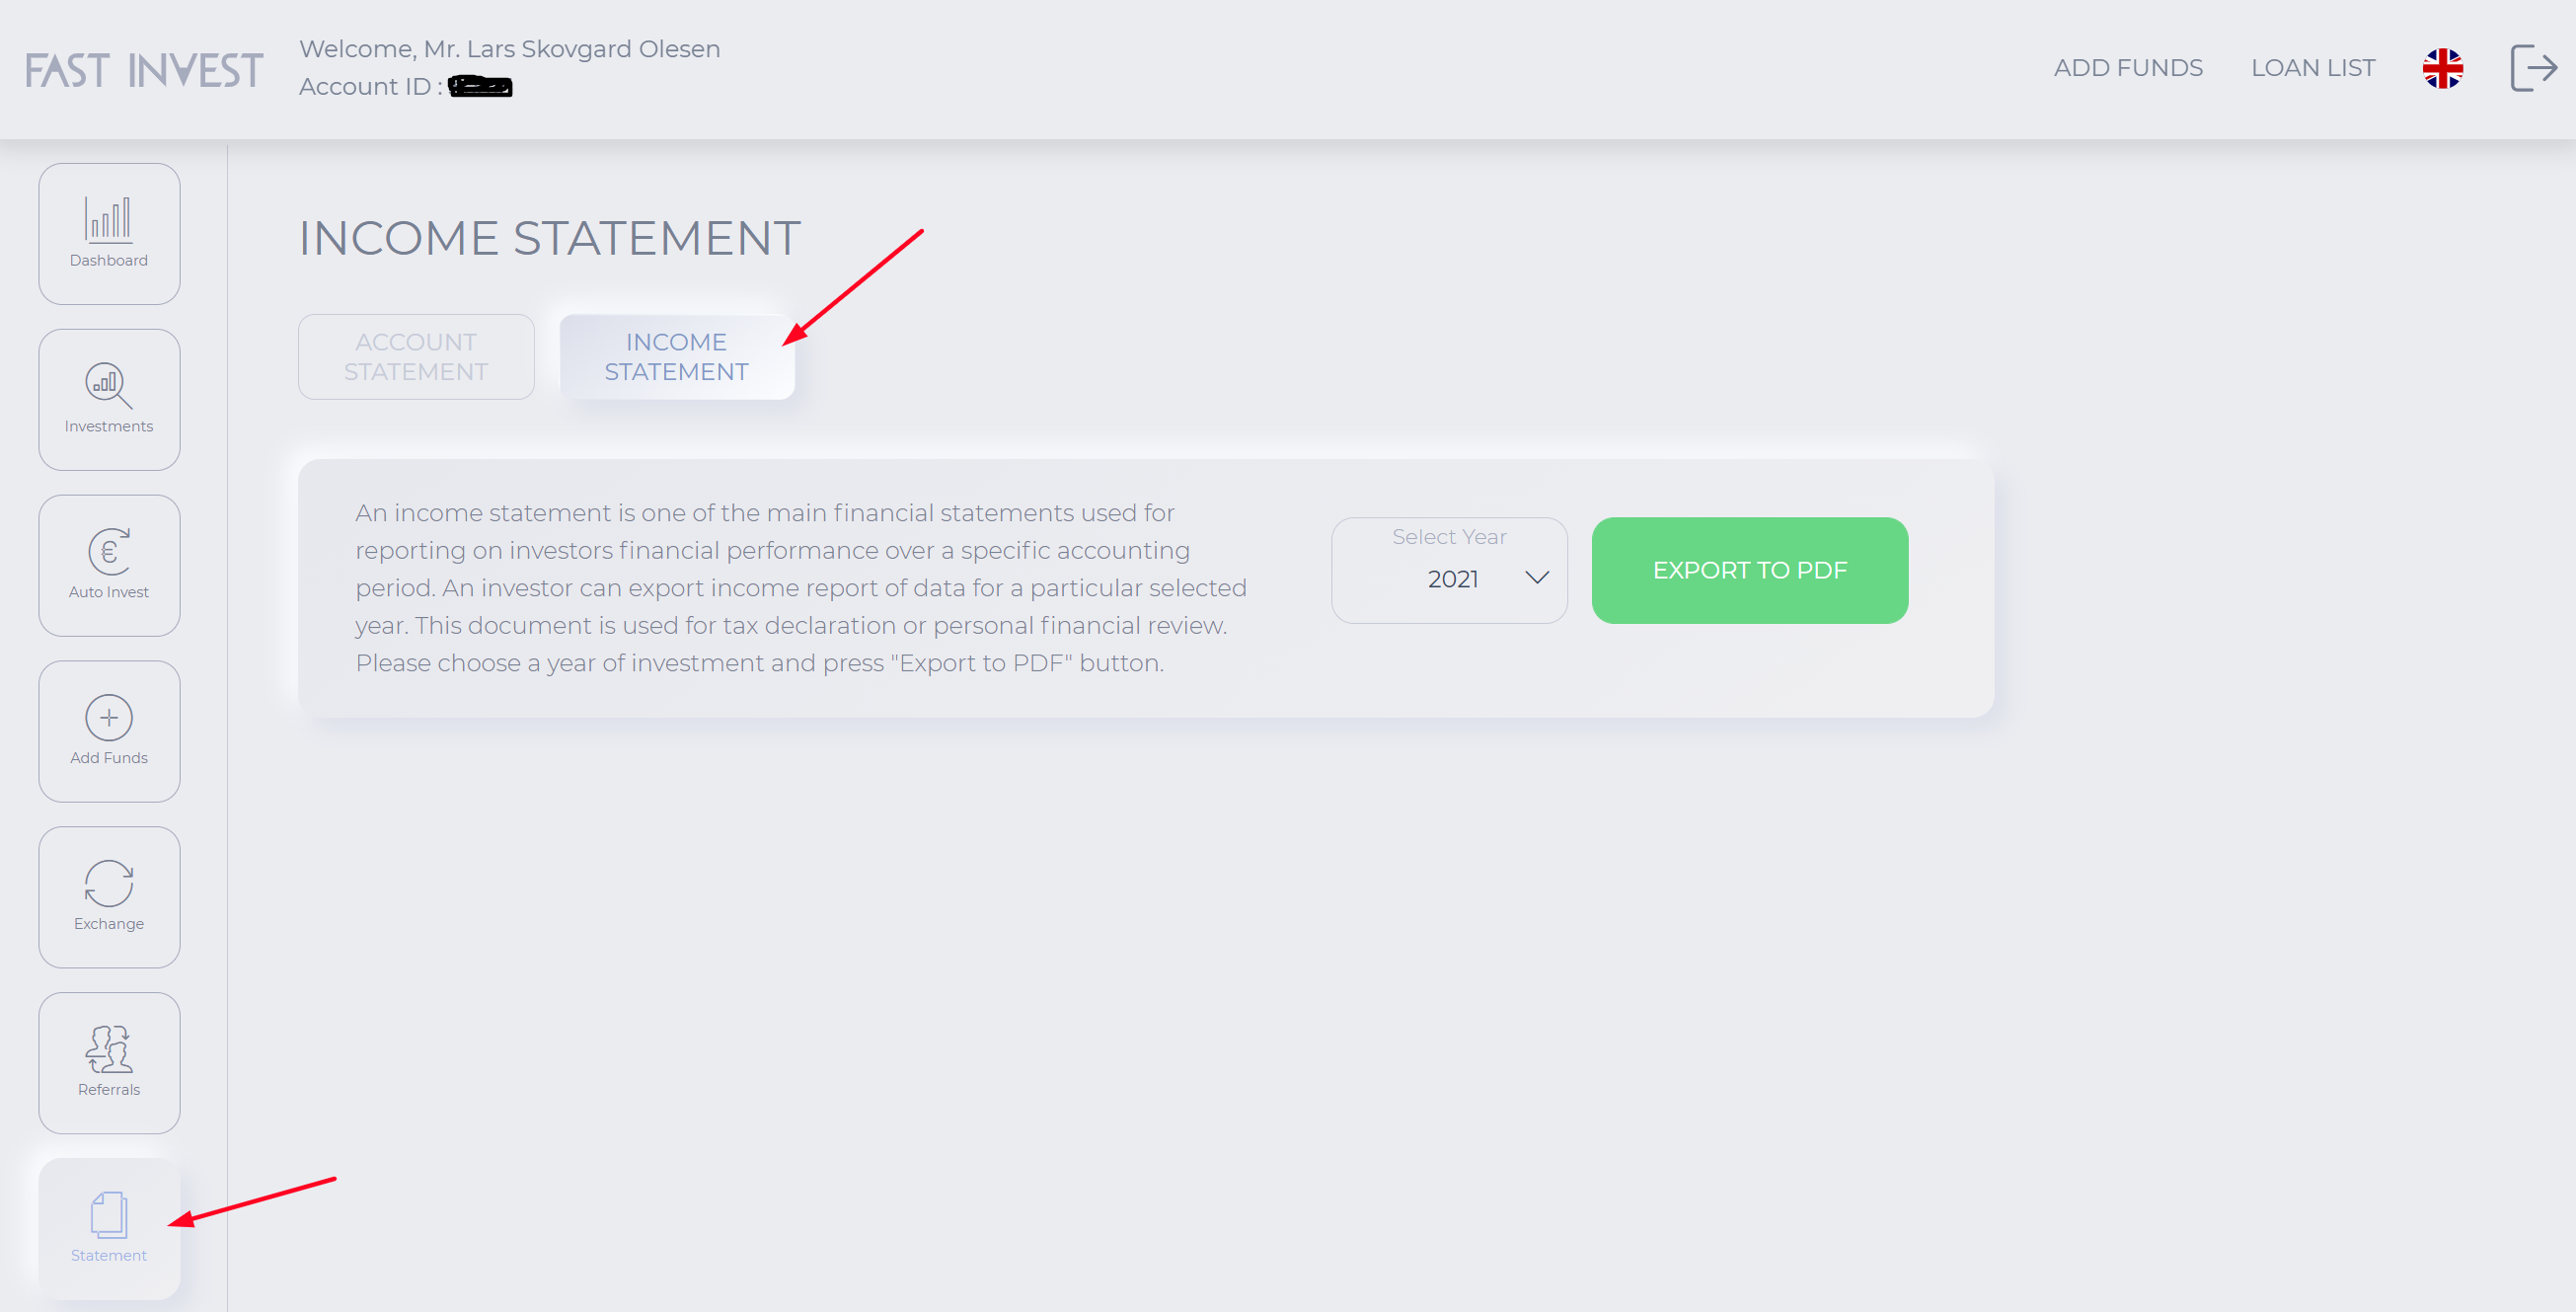 FAST INVEST
Welcome, Mr. Lars Skovgard Olesen
Account ID :
ADD FUNDS
LOAN LIST
Dashboard
Investments
Auto Invest
Add Funds
Exchange
Referrals
Statement
INCOME STATEMENT
ACCOUNT
STATEMENT
INCOME
STATEMENT
An income statement is one of the main financial statements used for
reporting on investors financial performance over a specific accounting
period. An investor can export income report of data for a particular selected
year. This document is used for tax declaration or personal financial review.
Please choose a year of investment and press "Export to PDF" button.
Select Year
2021
EXPORT TO PDF